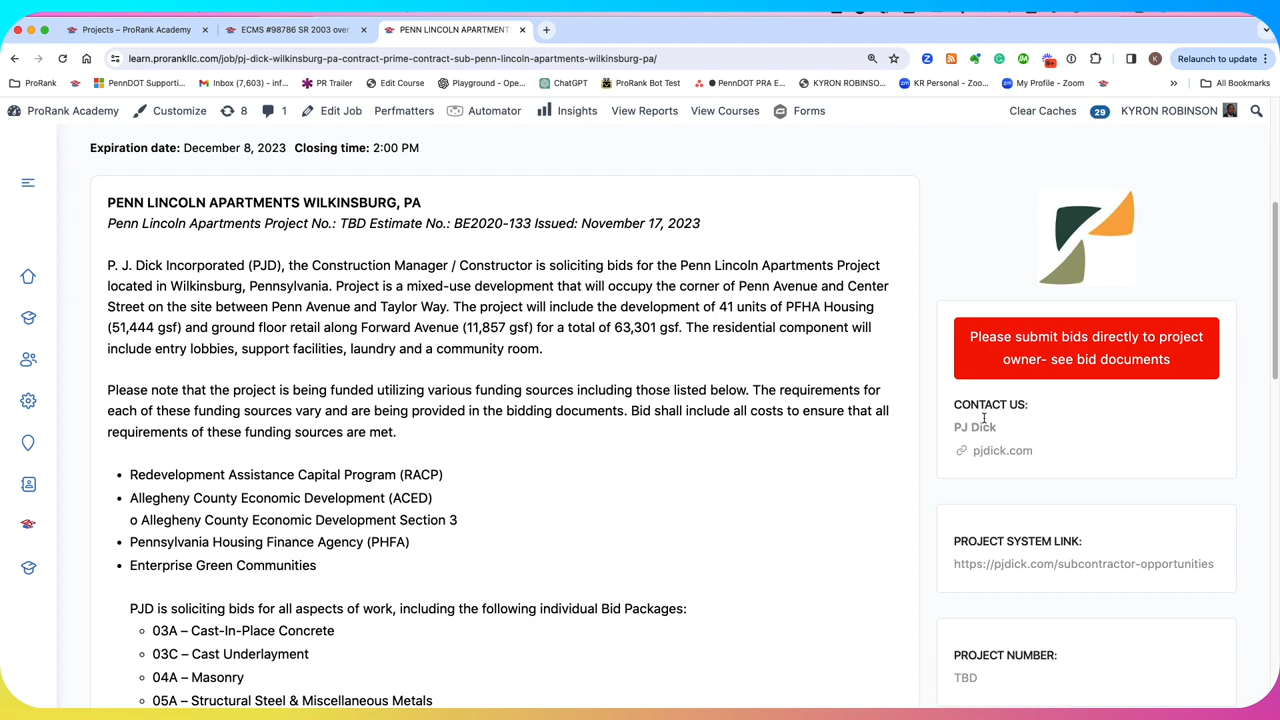 Projects – ProRank Academy
ECMS #98786 SR 2003 over
PENN LINCOLN APARTMENT
learn.prorankllc.com/job/pj-dick-wilkinsburg-pa-contract-prime-contract-sub-penn-lincoln-apartments-wilkinsburg-pa/
Relaunch to update
ProRank
PennDOT Supporti...
Inbox (7,603) - inf...
PR Trailer
Edit Course
Playground - Ope...
ChatGPT
ProRank Bot Test
PennDOT PRA E...
KYRON ROBINSO...
KR Personal - Zoo...
My Profile - Zoom
All Bookmarks
ProRank Academy
Customize
8
1
Edit Job
Perfmatters
Automator
Insights
View Reports
View Courses
Forms
Clear Caches
29
KYRON ROBINSON
Expiration date: December 8, 2023 Closing time: 2:00 PM
PENN LINCOLN APARTMENTS WILKINSBURG, PA
Penn Lincoln Apartments Project No.: TBD Estimate No.: BE2020-133 Issued: November 17, 2023
P. J. Dick Incorporated (PJD), the Construction Manager / Constructor is soliciting bids for the Penn Lincoln Apartments Project
located in Wilkinsburg, Pennsylvania. Project is a mixed-use development that will occupy the corner of Penn Avenue and Center
Street on the site between Penn Avenue and Taylor Way. The project will include the development of 41 units of PFHA Housing
(51,444 gsf) and ground floor retail along Forward Avenue (11,857 gsf) for a total of 63,301 gsf. The residential component will
include entry lobbies, support facilities, laundry and a community room.
Please note that the project is being funded utilizing various funding sources including those listed below. The requirements for
each of these funding sources vary and are being provided in the bidding documents. Bid shall include all costs to ensure that all
requirements of these funding sources are met.
• Redevelopment Assistance Capital Program (RACP)
• Allegheny County Economic Development (ACED)
o Allegheny County Economic Development Section 3
• Pennsylvania Housing Finance Agency (PHFA)
• Enterprise Green Communities
PJD is soliciting bids for all aspects of work, including the following individual Bid Packages:
◦ 03A – Cast-In-Place Concrete
◦ 03C – Cast Underlayment
◦ 04A – Masonry
◦ 05A – Structural Steel & Miscellaneous Metals
Please submit bids directly to project
owner- see bid documents
CONTACT US:
PJ Dick
pjdick.com
PROJECT SYSTEM LINK:
https://pjdick.com/subcontractor-opportunities
PROJECT NUMBER:
TBD